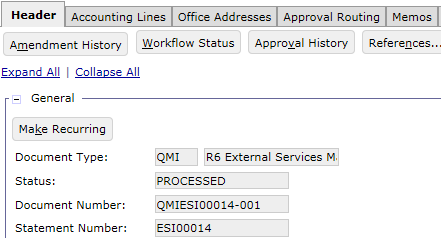 Header Accounting Lines Office Addresses Approval Routing Memos
Amendment History Workflow Status Approval History References...
Expand All | Collapse All
General
Make Recurring
Document Type: QMI R6 External Services
Status: PROCESSED
Document Number: QMIESI00014-001
Statement Number: ESI00014